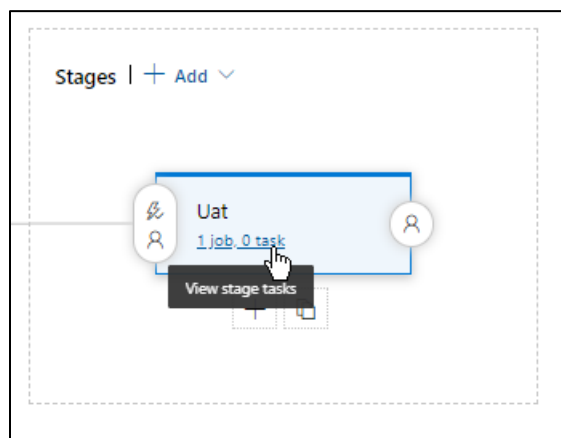 Stages | + Add
Uat
1 job, 0 task
View stage tasks